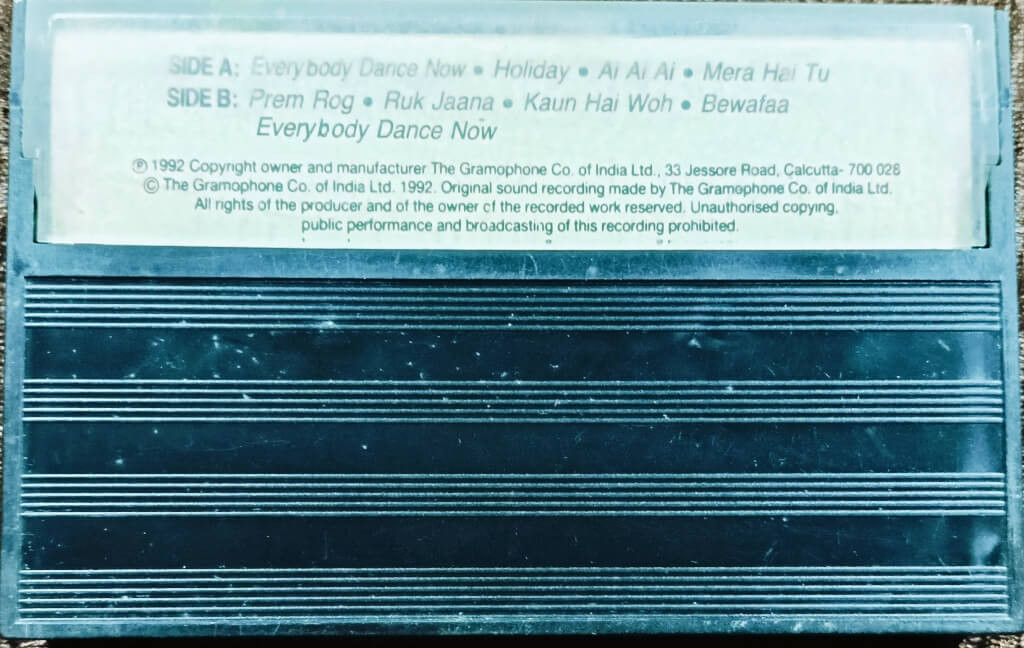 SIDE A: Everybody Dance Now • Holiday • Ai Ai Ai • Mera Hai Tu
SIDE B: Prem Rog • Ruk Jaana • Kaun Hai Woh • Bewafaa
Everybody Dance Now
℗ 1992 Copyright owner and manufacturer The Gramophone Co. of India Ltd., 33 Jessore Road, Calcutta- 700 028
© The Gramophone Co. of India Ltd. 1992. Original sound recording made by The Gramophone Co. of India Ltd.
All rights of the producer and of the owner of the recorded work reserved. Unauthorised copying,
public performance and broadcasting of this recording prohibited.